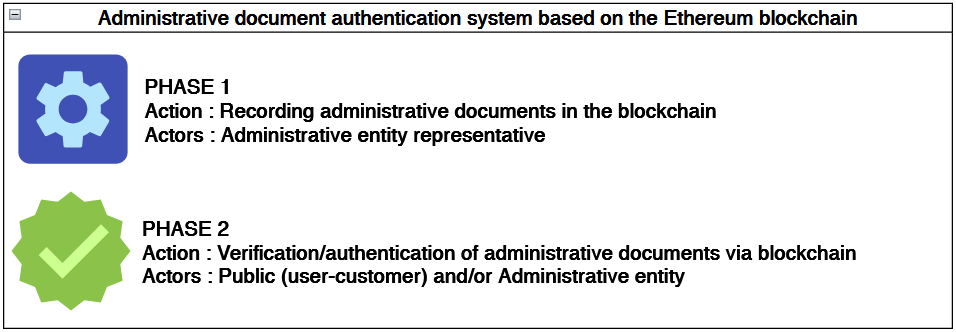 Administrative document authentication system based on the Ethereum blockchain
PHASE 1
Action : Recording administrative documents in the blockchain
Actors : Administrative entity representative
PHASE 2
Action : Verification/authentication of administrative documents via blockchain
Actors : Public (user-customer) and/or Administrative entity